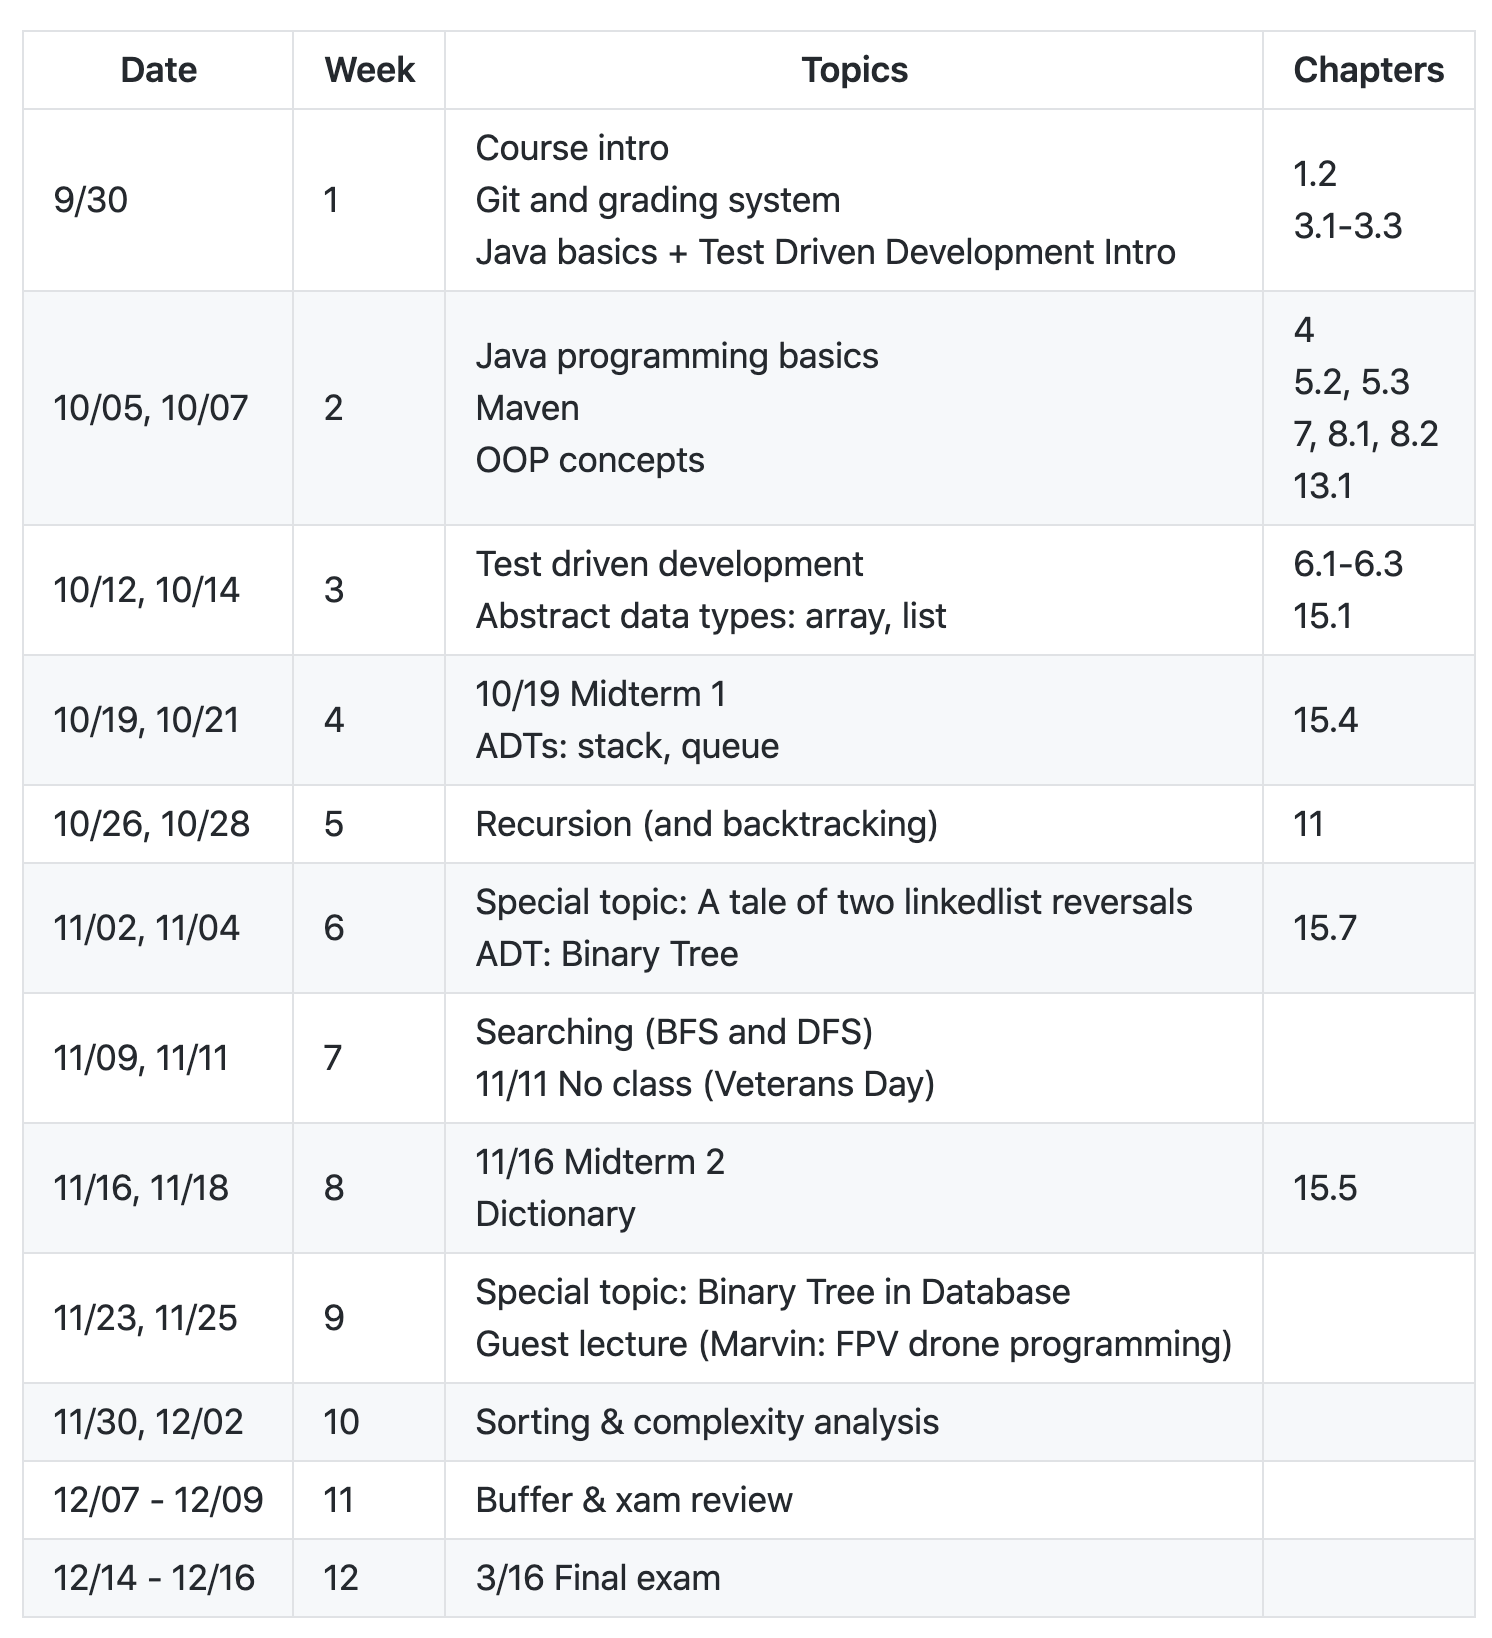 Date Week Topics Chapters
9/30 1 Course intro
Git and grading system
Java basics + Test Driven Development Intro
1.2
3.1-3.3
10/05, 10/07 2 Java programming basics
Maven
OOP concepts
4
5.2, 5.3
7, 8.1, 8.2
13.1
10/12, 10/14 3 Test driven development
Abstract data types: array, list
6.1-6.3
15.1
10/19, 10/21 4 10/19 Midterm 1
ADTs: stack, queue
15.4
10/26, 10/28 5 Recursion (and backtracking) 11
11/02, 11/04 6 Special topic: A tale of two linkedlist reversals
ADT: Binary Tree
15.7
11/09, 11/11 7 Searching (BFS and DFS)
11/11 No class (Veterans Day)
11/16, 11/18 8 11/16 Midterm 2
Dictionary
15.5
11/23, 11/25 9 Special topic: Binary Tree in Database
Guest lecture (Marvin: FPV drone programming)
11/30, 12/02 10 Sorting & complexity analysis
12/07 - 12/09 11 Buffer & xam review
12/14 - 12/16 12 3/16 Final exam